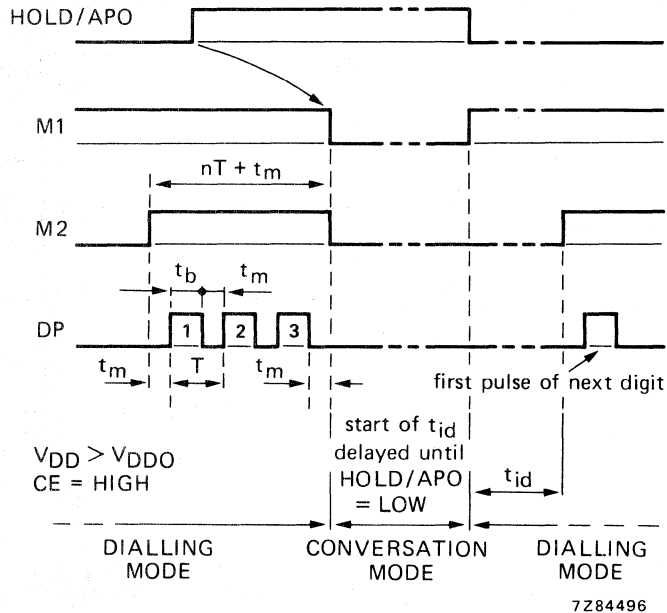 HOLD/APO
M1
nT + tm
M2
tb
tm
DP
1
2
3
tm
T
tm
first pulse of next digit
VDD > VDDO
CE = HIGH
start of tid
delayed until
HOLD/APO
= LOW
tid
DIALLING
MODE
CONVERSATION
MODE
DIALLING
MODE
7Z84496